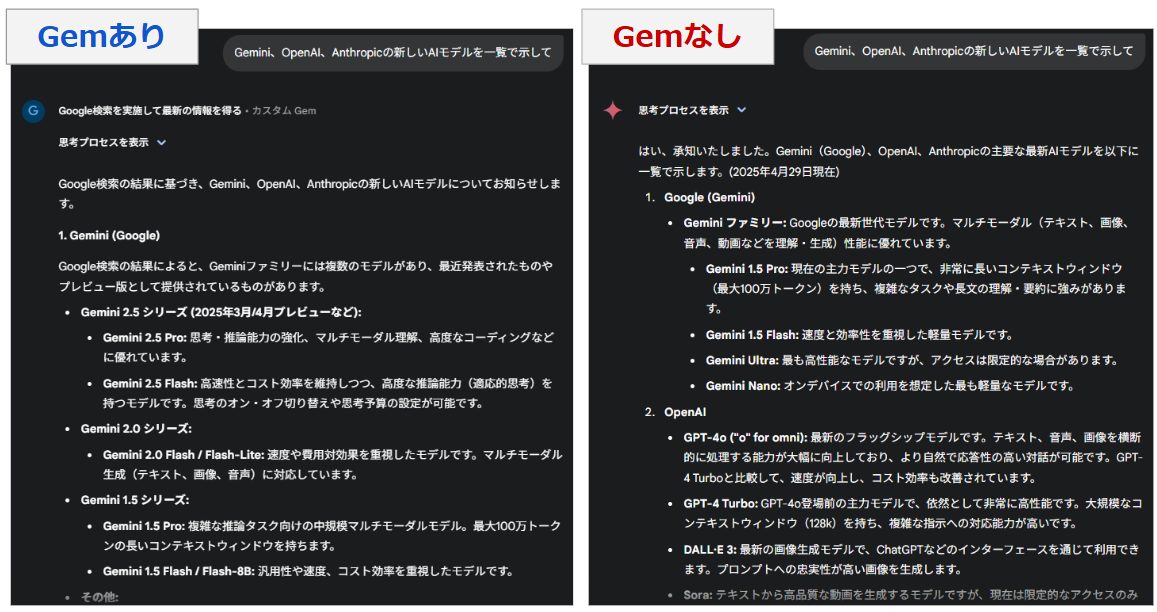 Gemあり
Gemini、OpenAI、Anthropicの新しいAIモデルを一覧で示して
G
Google検索を実施して最新の情報を得る・カスタム Gem
思考プロセスを表示
Google検索の結果に基づき、Gemini、OpenAI、Anthropicの新しいAIモデルについてお知らせしま
す。
1. Gemini (Google)
Google検索の結果によると、Geminiファミリーには複数のモデルがあり、最近発表されたものや
プレビュー版として提供されているものがあります。
• Gemini 2.5 シリーズ (2025年3月/4月プレビューなど):
• Gemini 2.5 Pro: 思考・推論能力の強化、マルチモーダル理解、高度なコーディングなど
に優れています。
• Gemini 2.5 Flash: 高速性とコスト効率を維持しつつ、高度な推論能力（適応的思考）を
持つモデルです。思考のオン・オフ切り替えや思考予算の設定が可能です。
• Gemini 2.0 シリーズ:
• Gemini 2.0 Flash / Flash-Lite: 速度や費用対効果を重視したモデルです。マルチモーダル
生成（テキスト、画像、音声）に対応しています。
• Gemini 1.5 シリーズ:
• Gemini 1.5 Pro: 複雑な推論タスク向けの中規模マルチモーダルモデル。最大100万トーク
ンの長いコンテキストウィンドウを持ちます。
• Gemini 1.5 Flash / Flash-8B: 汎用性や速度、コスト効率を重視したモデルです。
• その他:
Gemなし
Gemini、OpenAI、Anthropicの新しいAIモデルを一覧で示して
思考プロセスを表示
はい、承知いたしました。Gemini（Google）、OpenAI、Anthropicの主要な最新AIモデルを以下に
一覧で示します。(2025年4月29日現在)
1. Google (Gemini)
• Gemini ファミリー: Googleの最新世代モデルです。マルチモーダル（テキスト、画像、
音声、動画などを理解・生成）性能に優れています。
• Gemini 1.5 Pro: 現在の主力モデルの一つで、非常に長いコンテキストウィンドウ
（最大100万トークン）を持ち、複雑なタスクや長文の理解・要約に強みがありま
す。
• Gemini 1.5 Flash: 速度と効率性を重視した軽量モデルです。
• Gemini Ultra: 最も高性能なモデルですが、アクセスは限定的な場合があります。
• Gemini Nano: オンデバイスでの利用を想定した最も軽量なモデルです。
2. OpenAI
• GPT-4o ("o" for omni): 最新のフラッグシップモデルです。テキスト、音声、画像を横断
的に処理する能力が大幅に向上しており、より自然で応答性の高い対話が可能です。GPT-
4 Turboと比較して、速度が向上し、コスト効率も改善されています。
• GPT-4 Turbo: GPT-4o登場前の主力モデルで、依然として非常に高性能です。大規模なコ
ンテキストウィンドウ（128k）を持ち、複雑な指示への対応能力が高いです。
• DALL·E 3: 最新の画像生成モデルで、ChatGPTなどのインターフェースを通じて利用でき
ます。プロンプトへの忠実性が高い画像を生成します。
• Sora: テキストから高品質な動画を生成するモデルですが、現在は限定的なアクセスのみ